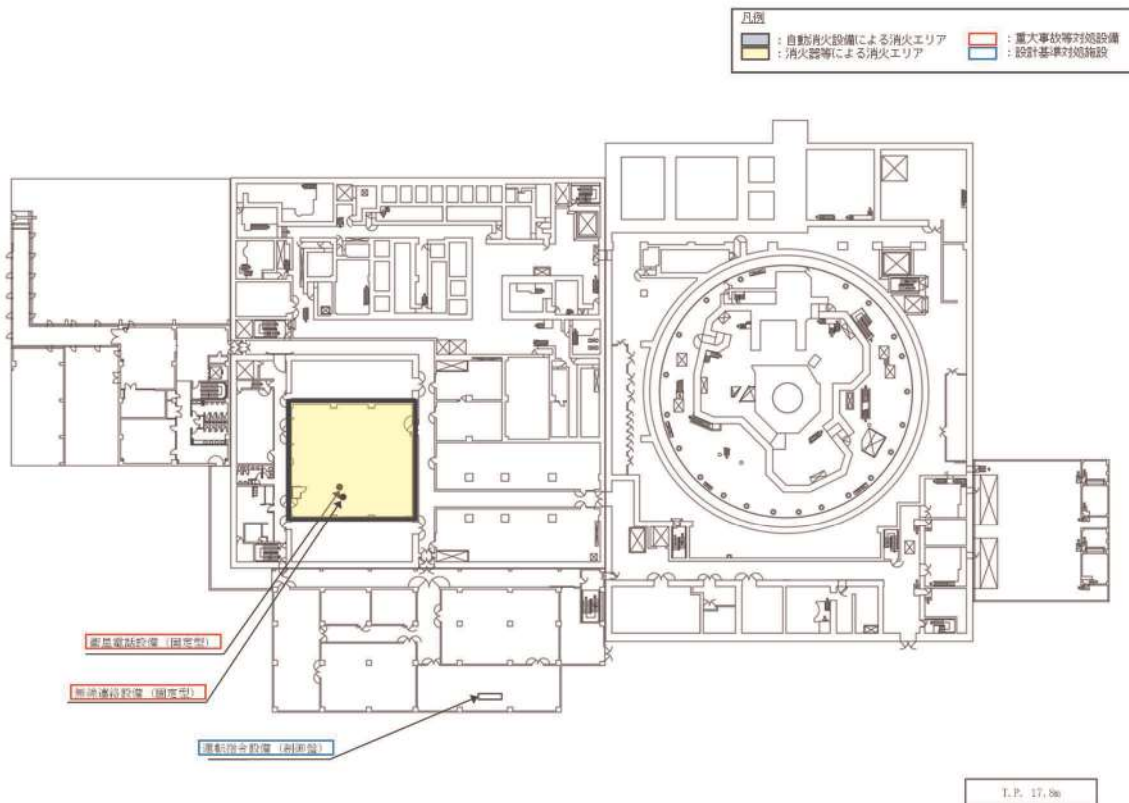 凡例
：自動消火設備による消火エリア
：消火器等による消火エリア
：重大事故等対処設備
：設計基準対処施設
衛星電話設備（固定型）
無線連絡設備（固定型）
運転指令設備（制御盤）
T.P. 17.8m